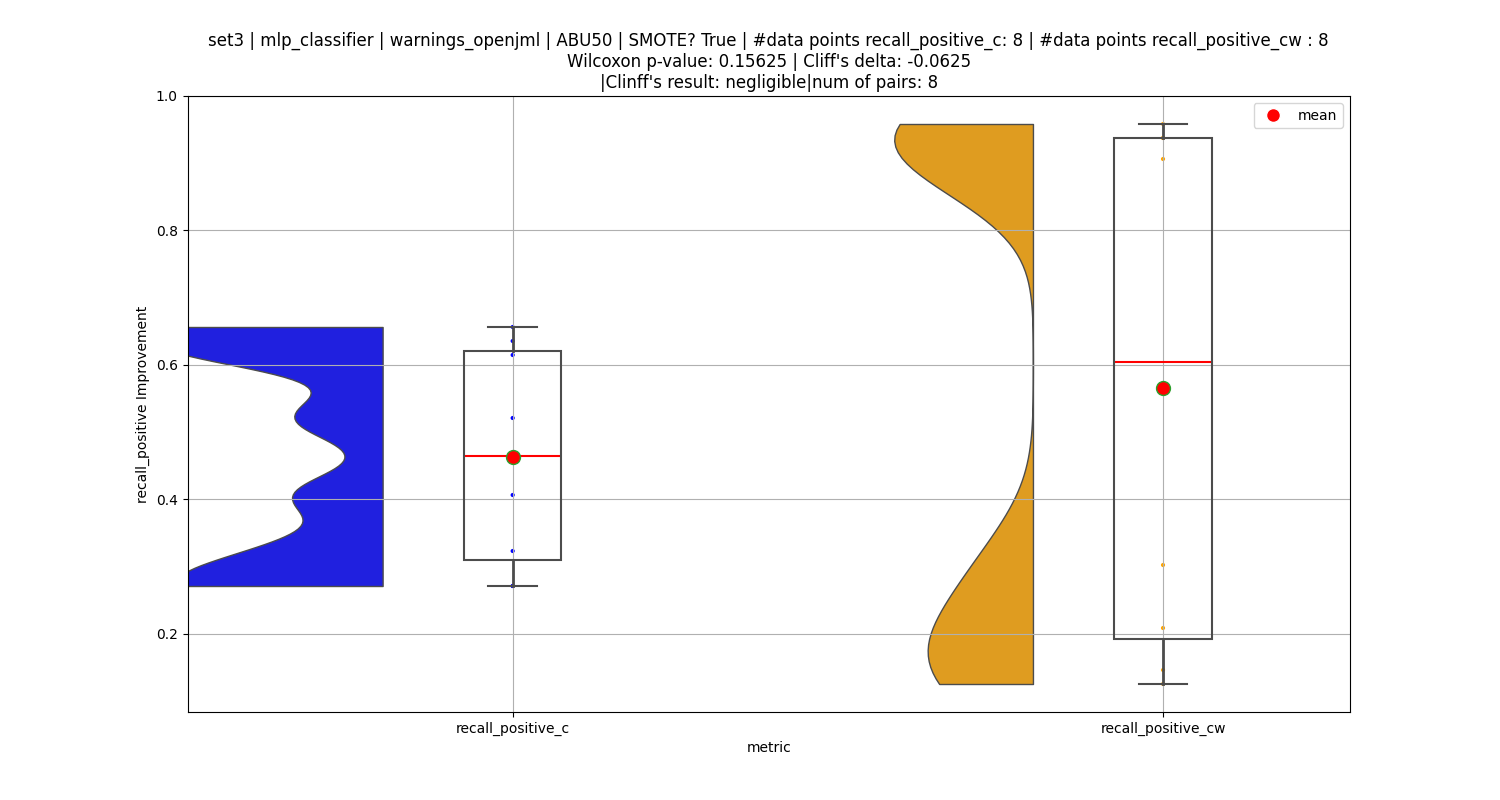 set3 | mlp_classifier | warnings_openjml | ABU50 | SMOTE? True | #data points recall_positive_c: 8 | #data points recall_positive_cw : 8
Wilcoxon p-value: 0.15625 | Cliff's delta: -0.0625
|Clinff's result: negligible|num of pairs: 8
mean
1.0
0.8
0.6
0.4
0.2
recall_positive Improvement
recall_positive_c
recall_positive_cw
metric